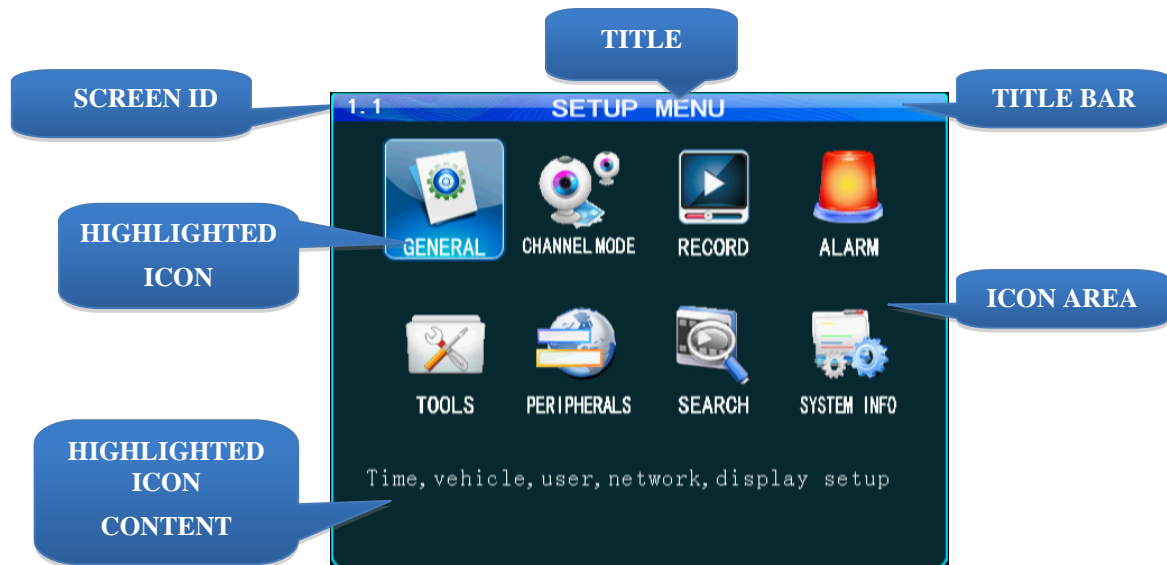 TITLE
SCREEN ID
TITLE BAR
1.1
SETUP MENU
HIGHLIGHTED
ICON
GENERAL
CHANNEL MODE
RECORD
ALARM
ICON AREA
TOOLS
PERIPHERALS
SEARCH
SYSTEM INFO
HIGHLIGHTED
ICON
CONTENT
Time,vehicle,user,network,display setup